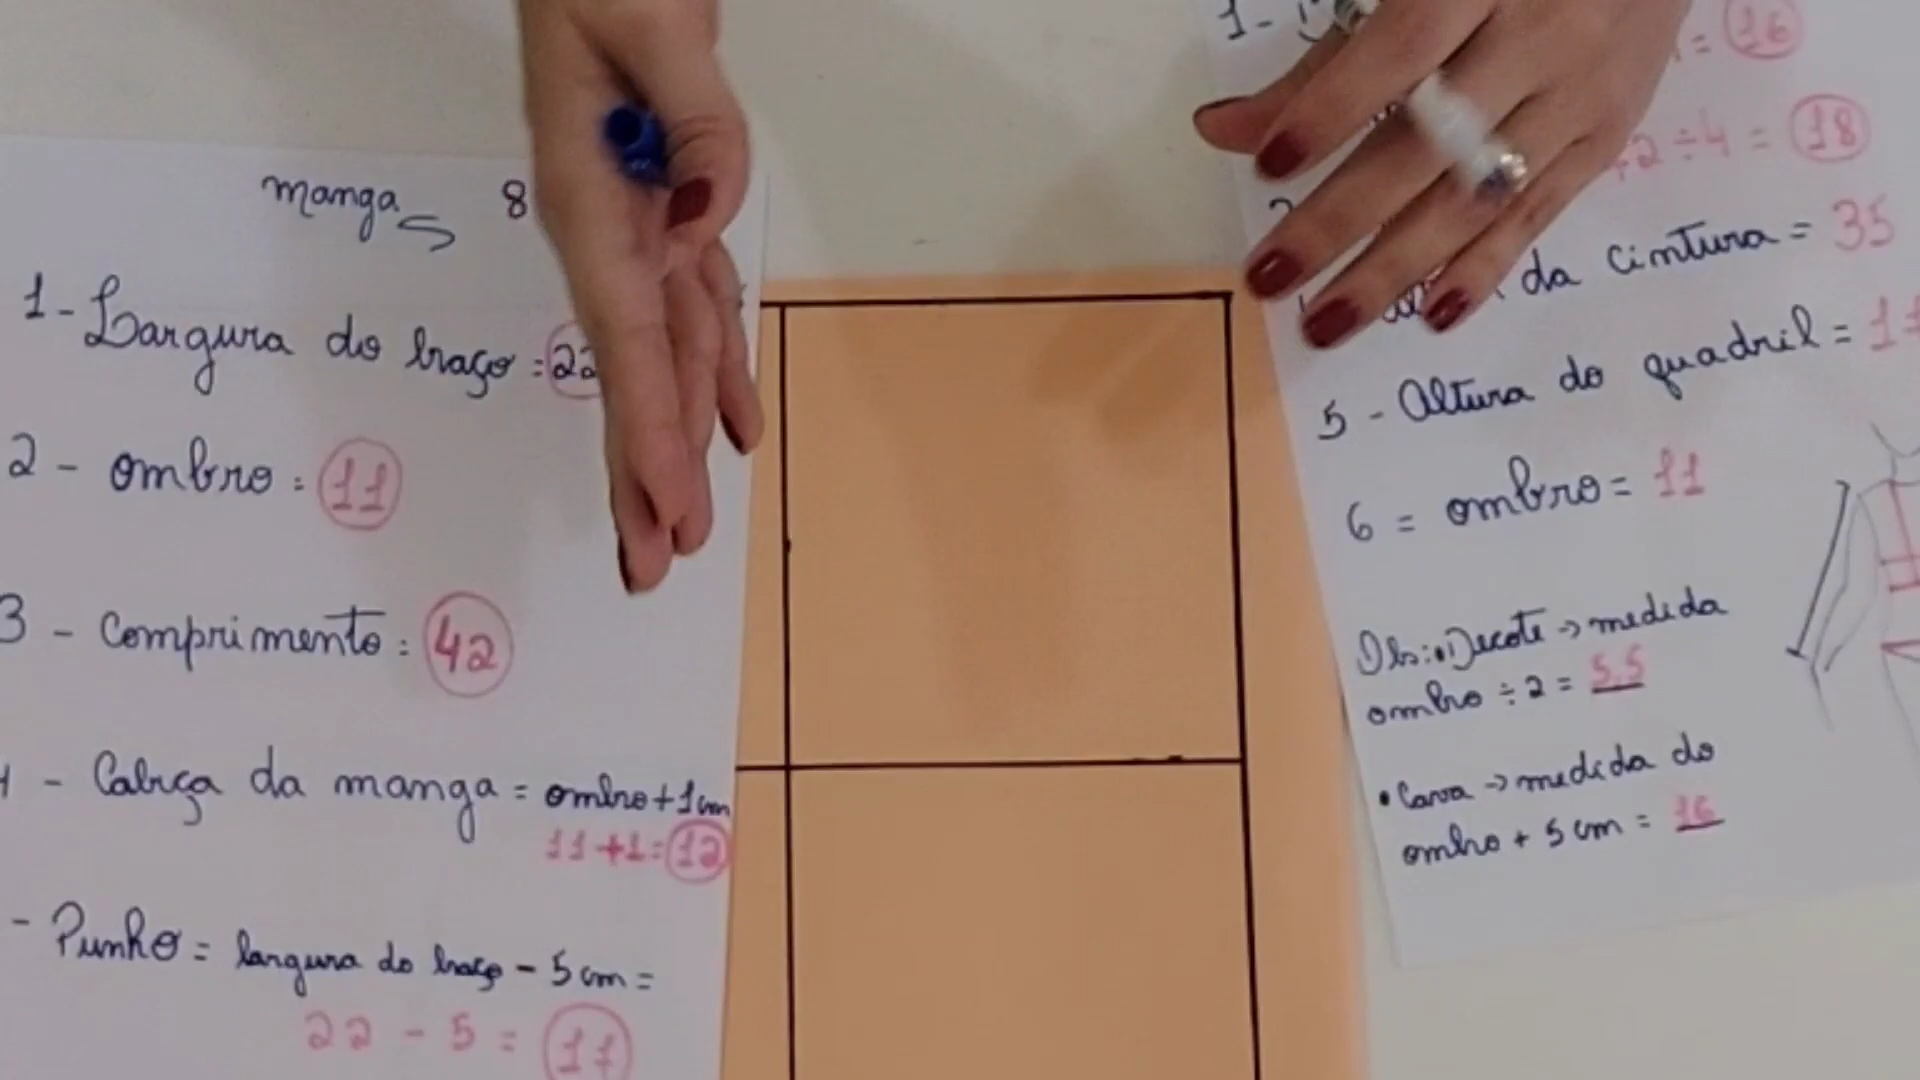 manga 8
1 - Largura do braço = 22
2 - ombro = 11
3 - Comprimento = 42
- Cabeça da manga = ombro + 1 cm
11 + 1 = 12
- Punho = largura do braço - 5 cm =
22 - 5 = 17
1 -
= 16
2 ÷ 4 = 18
da cintura = 35
5 - Altura do quadril =
6 = ombro = 11
Obs: • Decote → medida
ombro ÷ 2 = 5.5
• Cava → medida do
ombro + 5 cm = 16